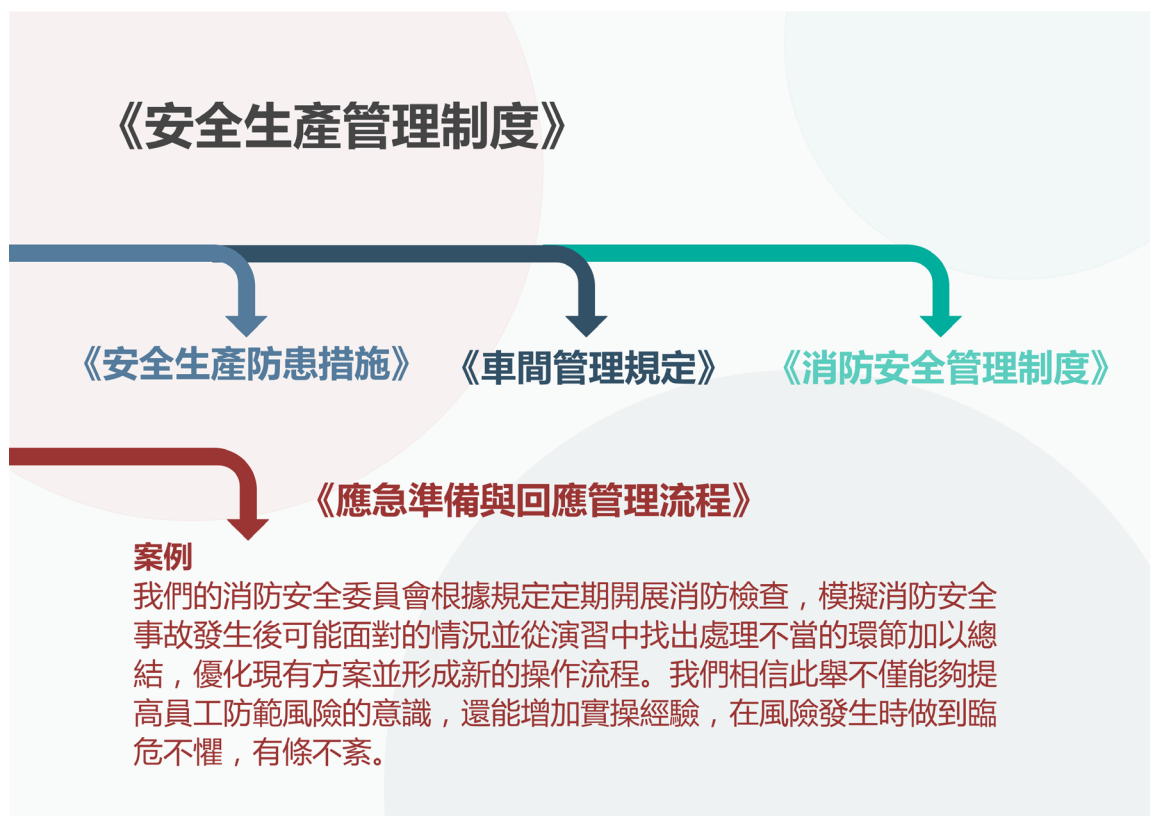 《安全生產管理制度》
《安全生產防患措施》
《車間管理規定》
《消防安全管理制度》
《應急準備與回應管理流程》
案例
我們的消防安全委員會根據規定定期開展消防檢查，模擬消防安全
事故發生後可能面對的情況並從演習中找出處理不當的環節加以總
結，優化現有方案並形成新的操作流程。我們相信此舉不僅能夠提
高員工防範風險的意識，還能增加實操經驗，在風險發生時做到臨
危不懼，有條不紊。